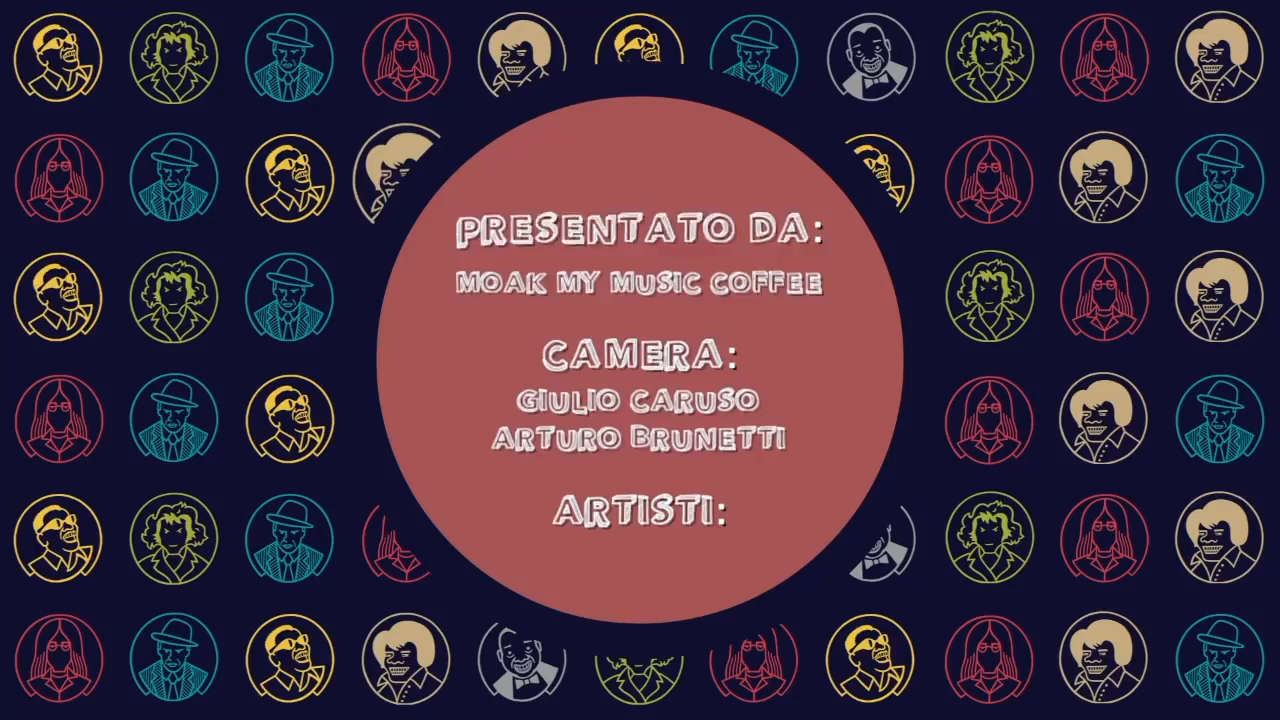 PRESENTATO DA:
MOAK MY MUSIC COFFEE
CAMERA:
GIULIO CARUSO
ARTURO BRUNETTI
ARTISTI: